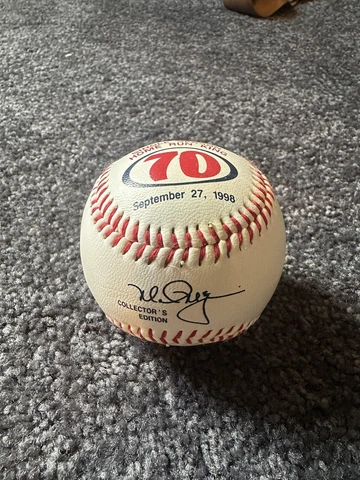 HOME RUN KING
70
September 27, 1998
COLLECTOR'S
EDITION